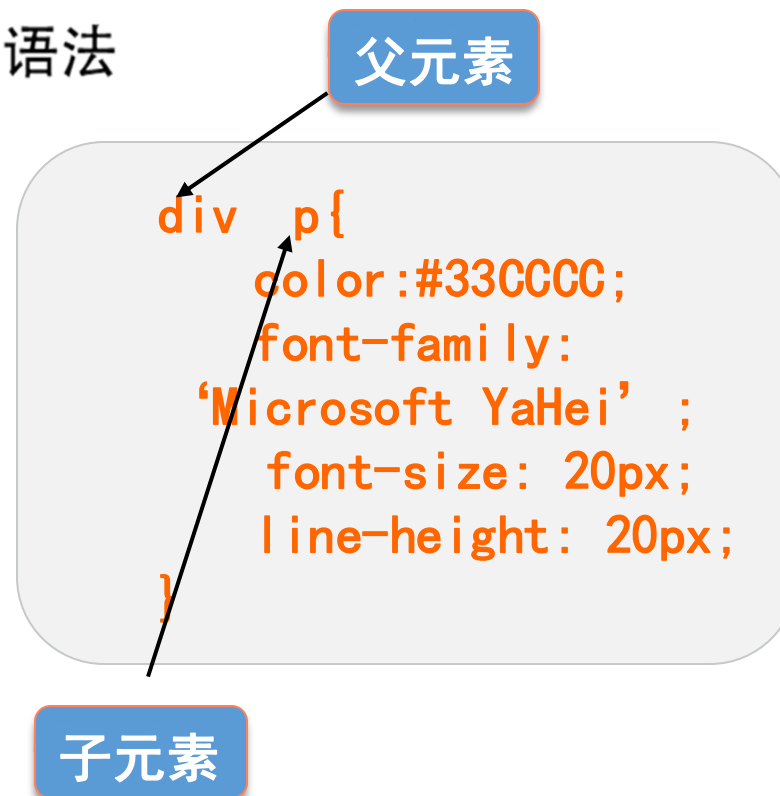 语法
父元素
div  p{
color:#33CCCC;
font-family:
‘Microsoft YaHei’ ;
font-size: 20px;
line-height: 20px;
}
子元素